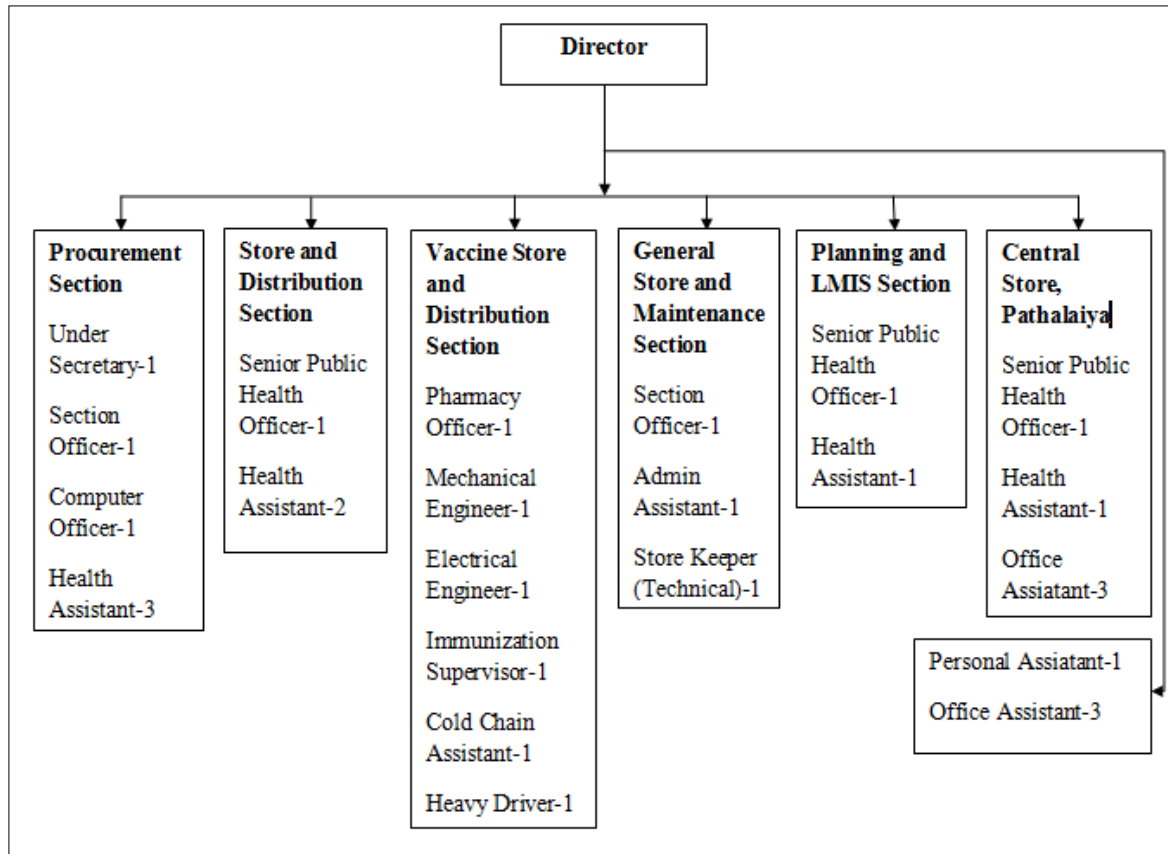 Director
Procurement
Section
Under
Secretary-1
Section
Officer-1
Computer
Officer-1
Health
Assistant-3
Store and
Distribution
Section
Senior Public
Health
Officer-1
Health
Assistant-2
Vaccine Store
and
Distribution
Section
Pharmacy
Officer-1
Mechanical
Engineer-1
Electrical
Engineer-1
Immunization
Supervisor-1
Cold Chain
Assistant-1
Heavy Driver-1
General
Store and
Maintenance
Section
Section
Officer-1
Admin
Assistant-1
Store Keeper
(Technical)-1
Planning and
LMIS Section
Senior Public
Health
Officer-1
Health
Assistant-1
Central
Store,
Pathalaiya
Senior Public
Health
Officer-1
Health
Assistant-1
Office
Assiatant-3
Personal Assiatant-1
Office Assistant-3